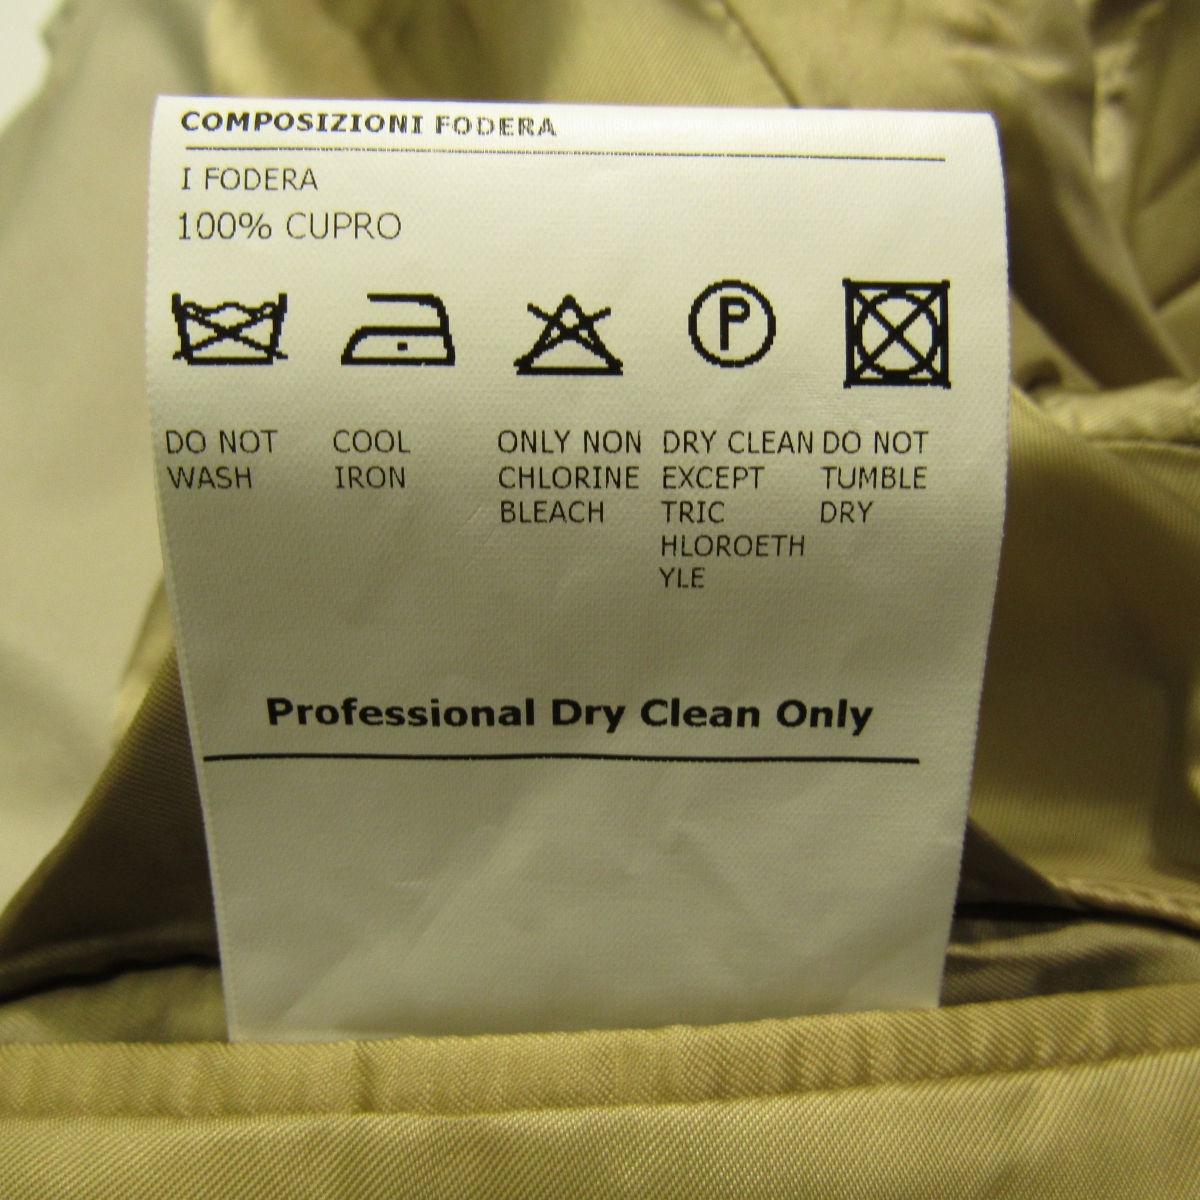 COMPOSIZIONI FODERA
I FODERA
100% CUPRO
P
DO NOT WASH
COOL IRON
ONLY NON CHLORINE BLEACH
DRY CLEAN EXCEPT TRIC HLOROETH YLE
DO NOT TUMBLE DRY
Professional Dry Clean Only